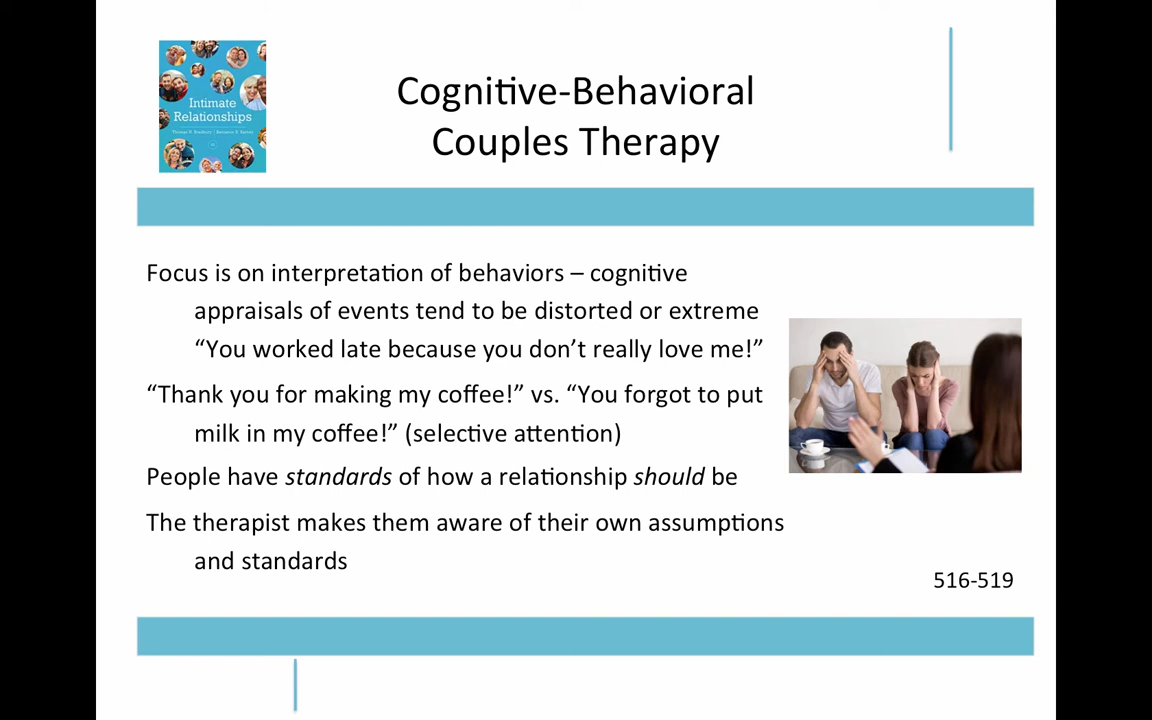 Intimate
Relationships
Cognitive-Behavioral
Couples Therapy
Focus is on interpretation of behaviors – cognitive
appraisals of events tend to be distorted or extreme
“You worked late because you don’t really love me!”
“Thank you for making my coffee!” vs. “You forgot to put
milk in my coffee!” (selective attention)
People have standards of how a relationship should be
The therapist makes them aware of their own assumptions
and standards
516-519